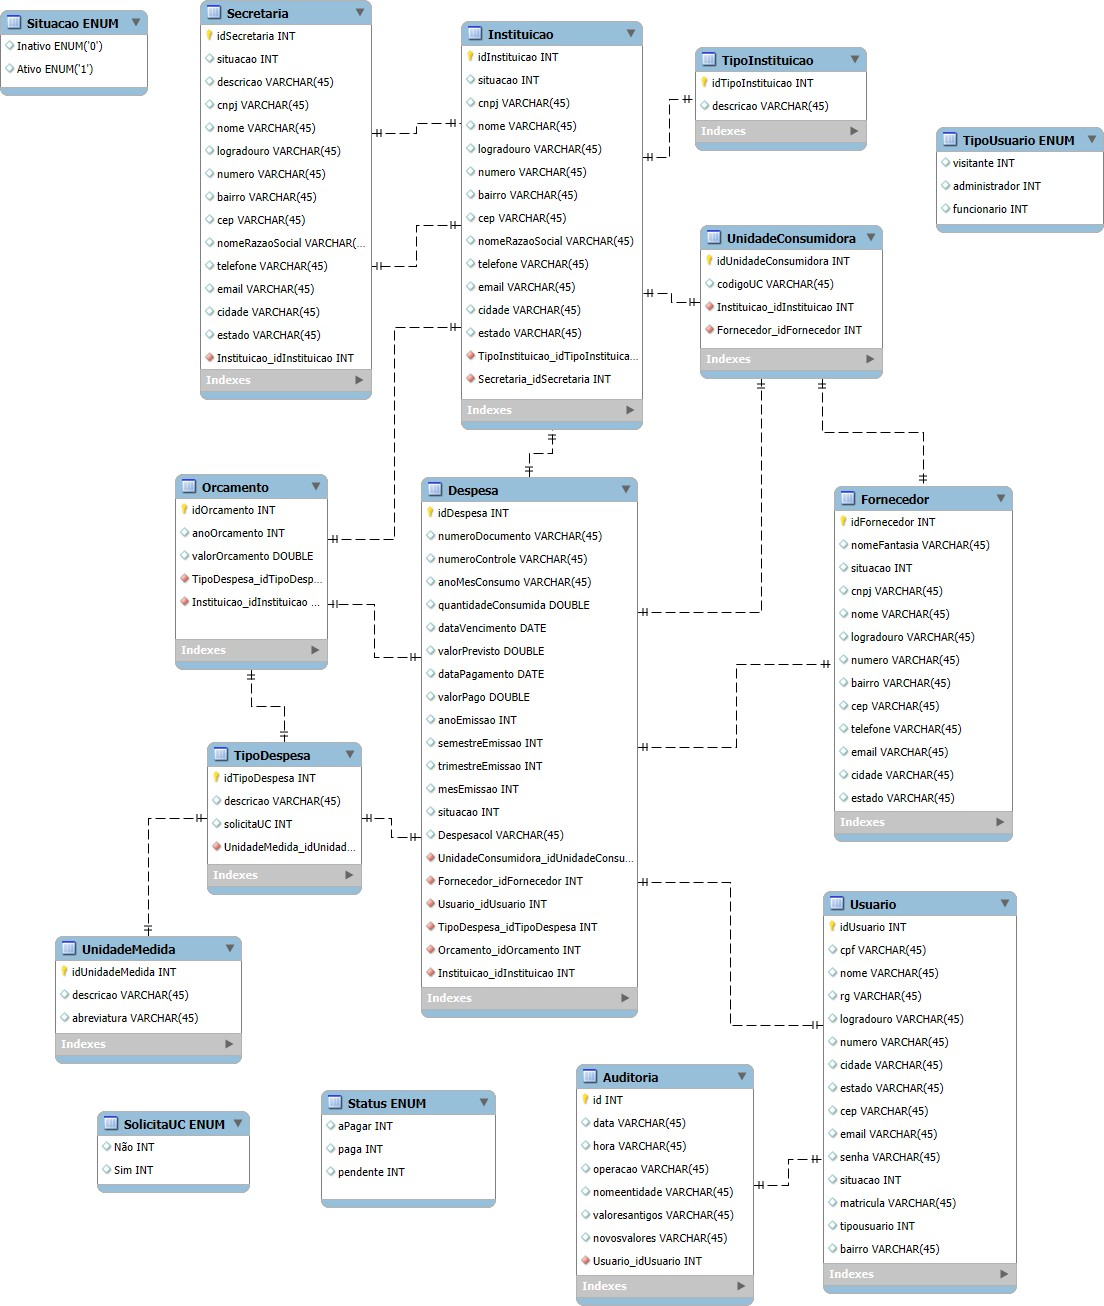 Situacao ENUM
Inativo ENUM('0')
Ativo ENUM('1')
Secretaria
idSecretaria INT
situacao INT
descricao VARCHAR(45)
cnpj VARCHAR(45)
nome VARCHAR(45)
logradouro VARCHAR(45)
numero VARCHAR(45)
bairro VARCHAR(45)
cep VARCHAR(45)
nomeRazaoSocial VARCHAR(...
telefone VARCHAR(45)
email VARCHAR(45)
cidade VARCHAR(45)
estado VARCHAR(45)
Instituicao_idInstituicao INT
Indexes
Instituicao
idInstituicao INT
situacao INT
cnpj VARCHAR(45)
nome VARCHAR(45)
logradouro VARCHAR(45)
numero VARCHAR(45)
bairro VARCHAR(45)
cep VARCHAR(45)
nomeRazaoSocial VARCHAR(45)
telefone VARCHAR(45)
email VARCHAR(45)
cidade VARCHAR(45)
estado VARCHAR(45)
TipoInstituicao_idTipoInstituica...
Secretaria_idSecretaria INT
Indexes
TipoInstituicao
idTipoInstituicao INT
descricao VARCHAR(45)
Indexes
TipoUsuario ENUM
visitante INT
administrador INT
funcionario INT
UnidadeConsumidora
idUnidadeConsumidora INT
codigoUC VARCHAR(45)
Instituicao_idInstituicao INT
Fornecedor_idFornecedor INT
Indexes
Orcamento
idOrcamento INT
anoOrcamento INT
valorOrcamento DOUBLE
TipoDespesa_idTipoDesp...
Instituicao_idInstituicao ...
Indexes
Despesa
idDespesa INT
numeroDocumento VARCHAR(45)
numeroControle VARCHAR(45)
anoMesConsumo VARCHAR(45)
quantidadeConsumida DOUBLE
dataVencimento DATE
valorPrevisto DOUBLE
dataPagamento DATE
valorPago DOUBLE
anoEmissao INT
semestreEmissao INT
trimestreEmissao INT
mesEmissao INT
situacao INT
Despesacol VARCHAR(45)
UnidadeConsumidora_idUnidadeConsu...
Fornecedor_idFornecedor INT
Usuario_idUsuario INT
TipoDespesa_idTipoDespesa INT
Orcamento_idOrcamento INT
Instituicao_idInstituicao INT
Indexes
Fornecedor
idFornecedor INT
nomeFantasia VARCHAR(45)
situacao INT
cnpj VARCHAR(45)
nome VARCHAR(45)
logradouro VARCHAR(45)
numero VARCHAR(45)
bairro VARCHAR(45)
cep VARCHAR(45)
telefone VARCHAR(45)
email VARCHAR(45)
cidade VARCHAR(45)
estado VARCHAR(45)
Indexes
TipoDespesa
idTipoDespesa INT
descricao VARCHAR(45)
solicitaUC INT
UnidadeMedida_idUnidad...
Indexes
UnidadeMedida
idUnidadeMedida INT
descricao VARCHAR(45)
abreviatura VARCHAR(45)
Indexes
Usuario
idUsuario INT
cpf VARCHAR(45)
nome VARCHAR(45)
rg VARCHAR(45)
logradouro VARCHAR(45)
numero VARCHAR(45)
cidade VARCHAR(45)
estado VARCHAR(45)
cep VARCHAR(45)
email VARCHAR(45)
senha VARCHAR(45)
situacao INT
matricula VARCHAR(45)
tipousuario INT
bairro VARCHAR(45)
Indexes
SolicitaUC ENUM
Não INT
Sim INT
Status ENUM
aPagar INT
paga INT
pendente INT
Auditoria
id INT
data VARCHAR(45)
hora VARCHAR(45)
operacao VARCHAR(45)
nomeentidade VARCHAR(45)
valoresantigos VARCHAR(45)
novosvalores VARCHAR(45)
Usuario_idUsuario INT
Indexes